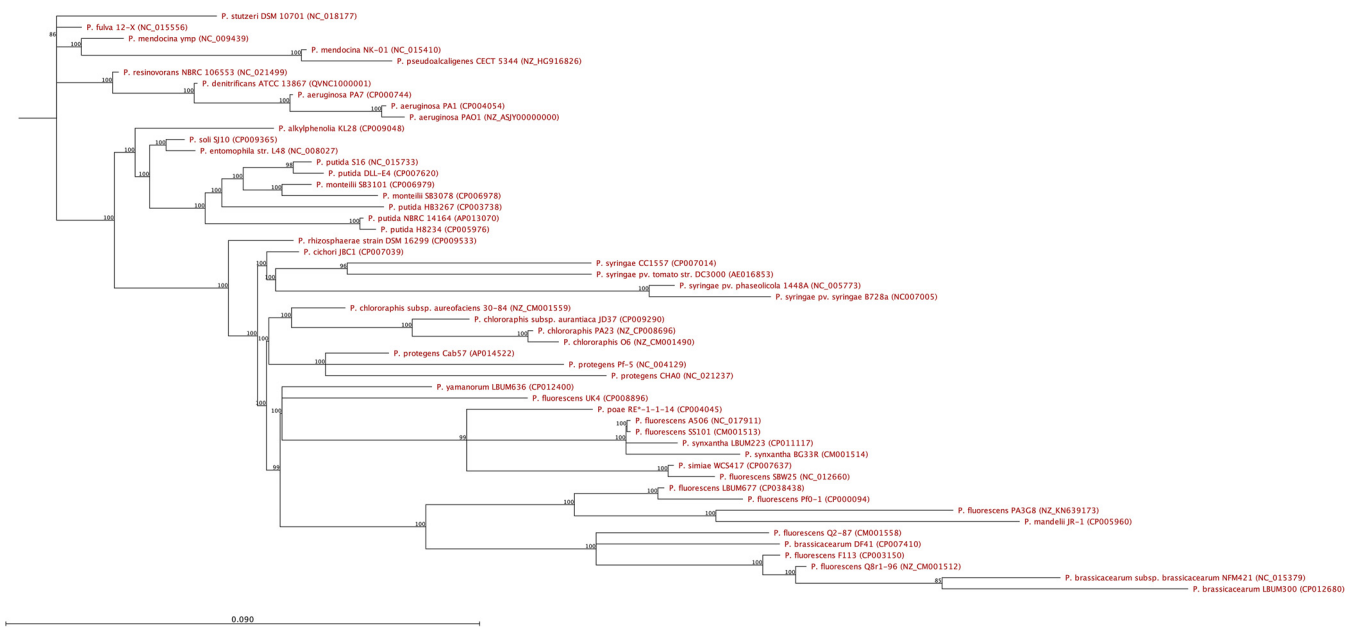 P. stutzeri DSM 10701 (NC_018177)
P. fulva 12-X (NC_015556)
86
P. mendocina ymp (NC_009439)
100
P. mendocina NK-01 (NC_015410)
100
P. pseudoalcaligenes CECT 5344 (NZ_HG916826)
P. resinovorans NBRC 106553 (NC_021499)
100
P. denitrificans ATCC 13867 (QVNC1000001)
100
P. aeruginosa PA7 (CP000744)
100
P. aeruginosa PA1 (CP004054)
100
P. aeruginosa PAO1 (NZ_ASJY00000000)
P. alkylphenolia KL28 (CP009048)
P. soli SJ10 (CP009365)
100
100
P. entomophila str. L48 (NC_008027)
P. putida S16 (NC_015733)
98
P. putida DLL-E4 (CP007620)
100
100
P. monteilii SB3101 (CP006979)
100
100
P. monteilii SB3078 (CP006978)
100
P. putida HB3267 (CP003738)
P. putida NBRC 14164 (AP013070)
100
100
P. putida H8234 (CP005976)
P. rhizosphaerae strain DSM 16299 (CP009533)
P. cichori JBC1 (CP007039)
P. syringae CC1557 (CP007014)
100
96
P. syringae pv. tomato str. DC3000 (AE016853)
100
P. syringae pv. phaseolicola 1448A (NC_005773)
100
100
P. syringae pv. syringae B728a (NC007005)
P. chlororaphis subsp. aureofaciens 30-84 (NZ_CM001559)
P. chlororaphis subsp. aurantiaca JD37 (CP009290)
100
P. chlororaphis PA23 (NZ_CP008696)
100
100
100
P. chlororaphis O6 (NZ_CM001490)
P. protegens Cab57 (AP014522)
100
P. protegens Pf-5 (NC_004129)
P. protegens CHA0 (NC_021237)
P. yamanorum LBUM636 (CP012400)
P. fluorescens UK4 (CP008896)
100
100
P. poae RE*-1-1-14 (CP004045)
P. fluorescens A506 (NC_017911)
100
P. fluorescens SS101 (CM001513)
99
100
P. synxantha LBUM223 (CP011117)
P. synxantha BG33R (CM001514)
P. simiae WCS417 (CP007637)
99
100
P. fluorescens SBW25 (NC_012660)
P. fluorescens LBUM677 (CP038438)
100
P. fluorescens Pf0-1 (CP000094)
100
P. fluorescens PA3G8 (NZ_KN639173)
100
P. mandelii JR-1 (CP005960)
100
P. fluorescens Q2-87 (CM001558)
P. brassicacearum DF41 (CP007410)
100
P. fluorescens F113 (CP003150)
100
P. fluorescens Q8r1-96 (NZ_CM001512)
100
P. brassicacearum subsp. brassicacearum NFM421 (NC_015379)
85
P. brassicacearum LBUM300 (CP012680)
0.090